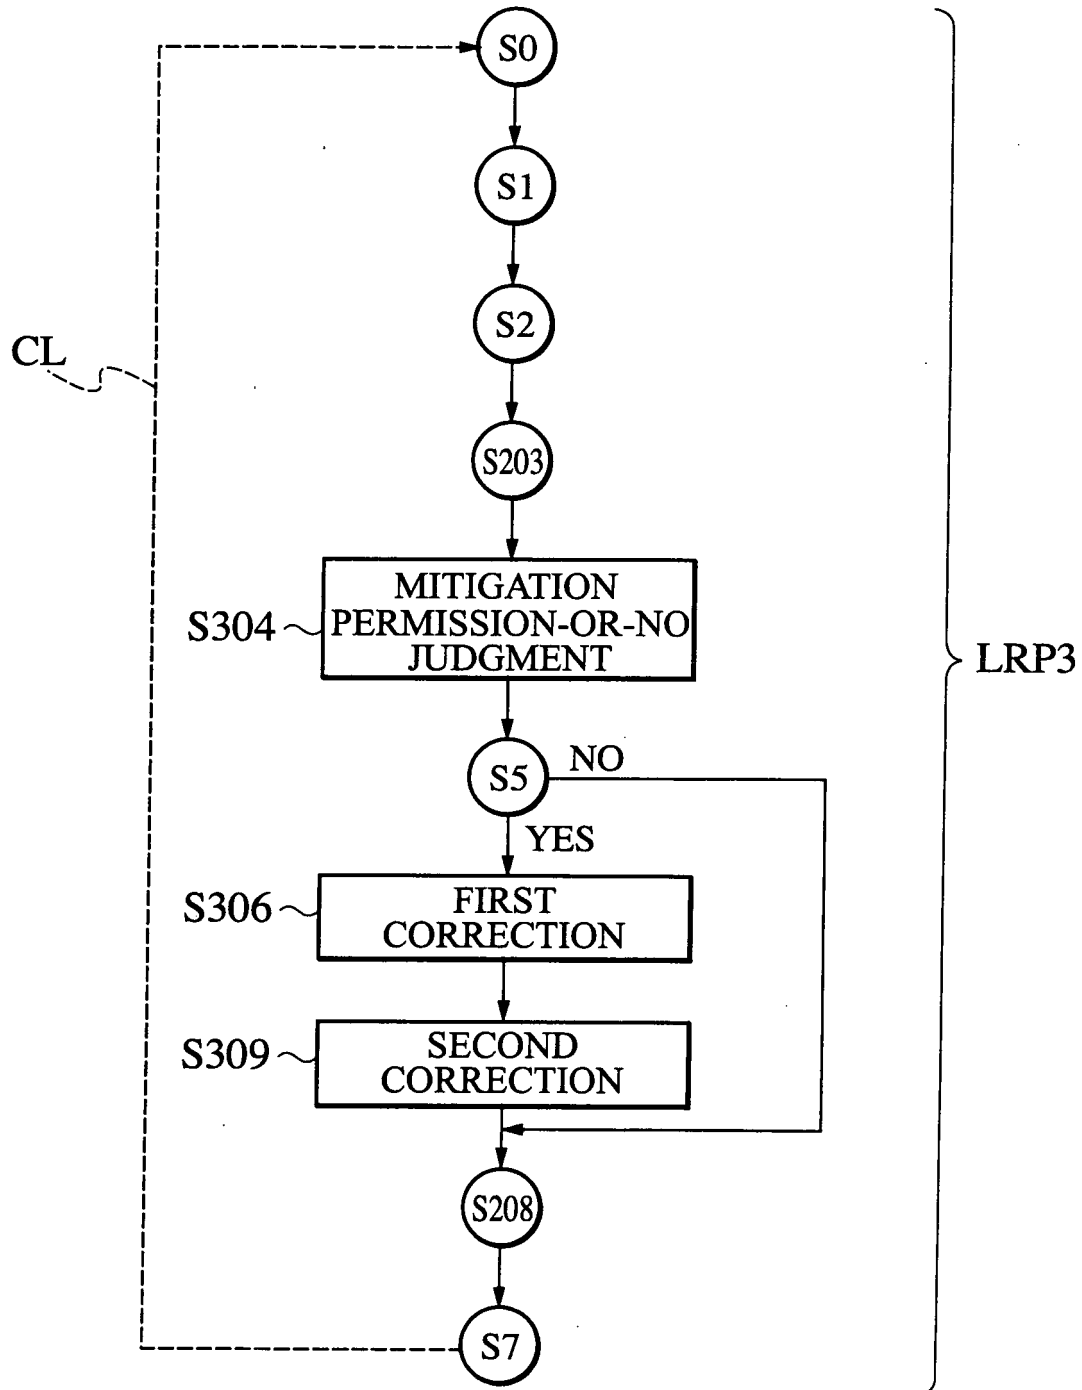 S0
S1
S2
CL
S203
S304
MITIGATION
PERMISSION-OR-NO
JUDGMENT
LRP3
S5
NO
YES
S306
FIRST
CORRECTION
S309
SECOND
CORRECTION
S208
S7